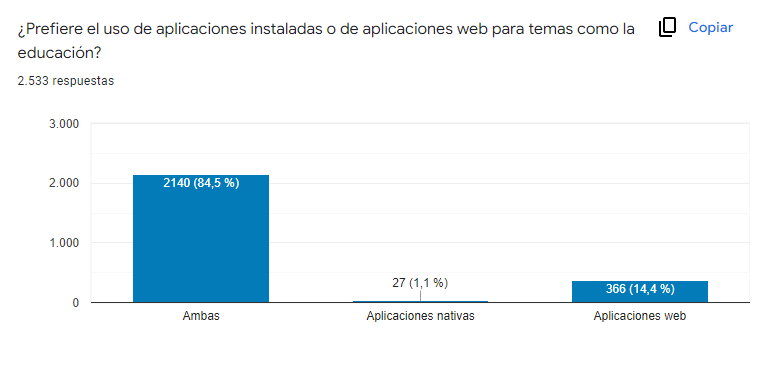 ¿Prefiere el uso de aplicaciones instaladas o de aplicaciones web para temas como la
educación?
Copiar
2.533 respuestas
3.000
2.000
1.000
0
2140 (84,5 %)
27 (1,1 %)
366 (14,4 %)
Ambas
Aplicaciones nativas
Aplicaciones web